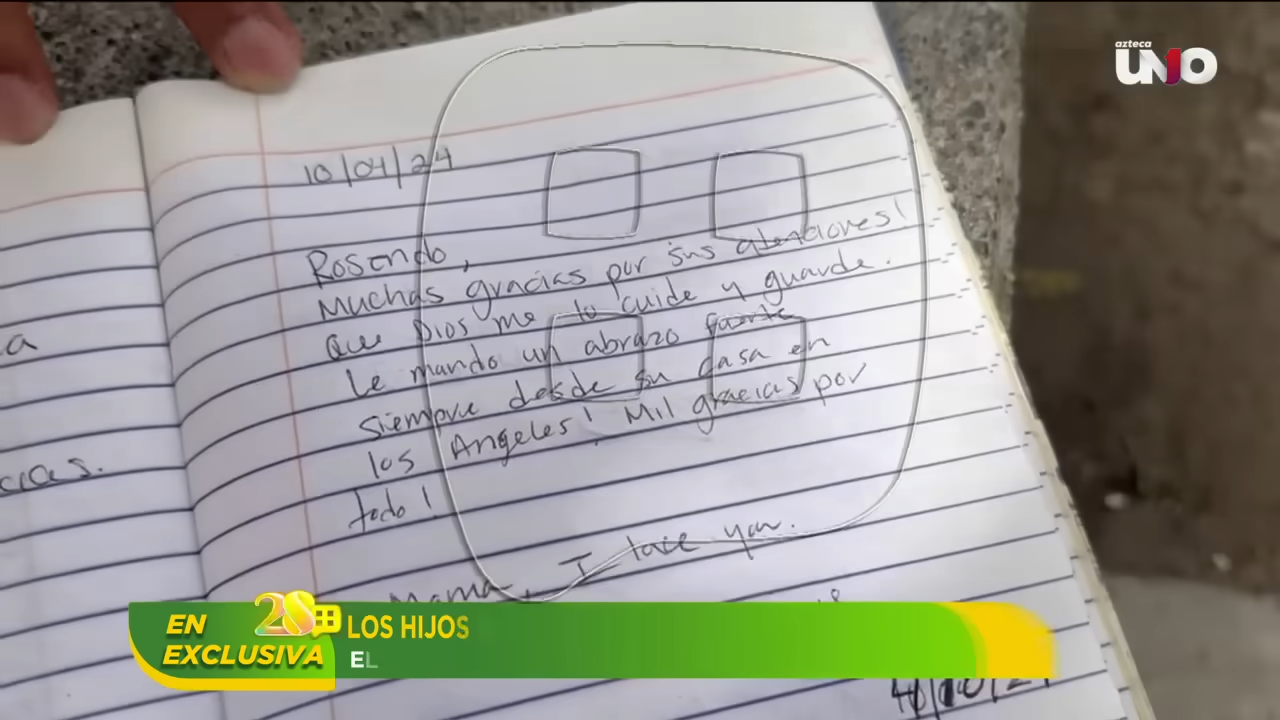 azteca
UNO
10/04/24
Rosendo,
Muchas gracias por sus atenciones!
Que Dios me lo cuide y guarde.
Le mando un abrazo fuerte
siempre desde su casa en
los Angeles! Mil gracias por
todo!
Mama, I love you.
a
cias.
EN
EXCLUSIVA
LOS HIJOS
EL